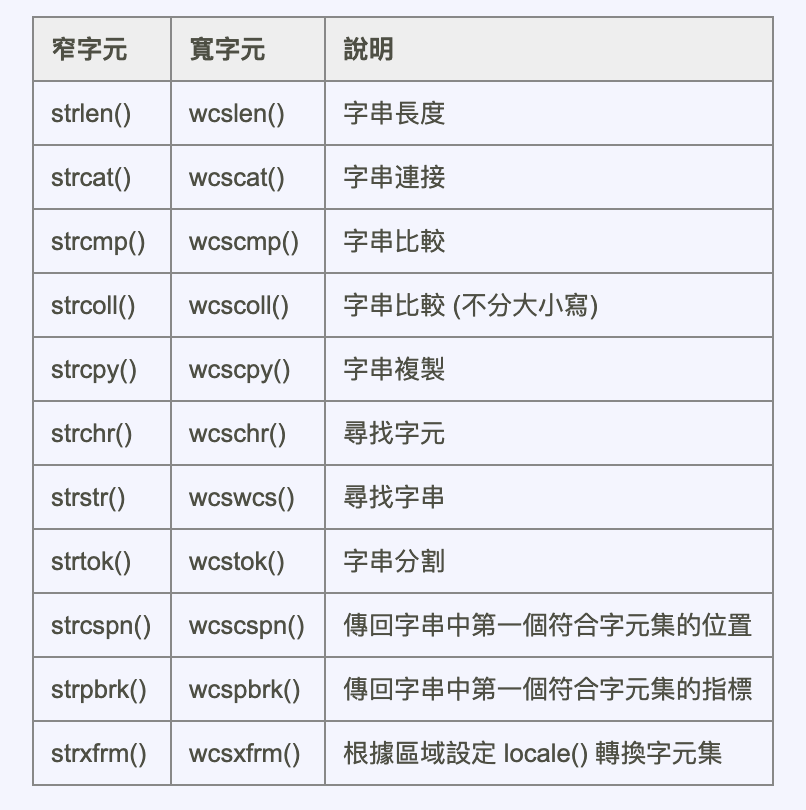 窄字元 寬字元 說明
strlen() wcslen() 字串長度
strcat() wcscat() 字串連接
strcmp() wcscmp() 字串比較
strcoll() wcscoll() 字串比較 (不分大小寫)
strcpy() wcscpy() 字串複製
strchr() wcschr() 尋找字元
strstr() wcswcs() 尋找字串
strtok() wcstok() 字串分割
strcspn() wcscspn() 傳回字串中第一個符合字元集的位置
strpbrk() wcspbrk() 傳回字串中第一個符合字元集的指標
strxfrm() wcsxfrm() 根據區域設定 locale() 轉換字元集